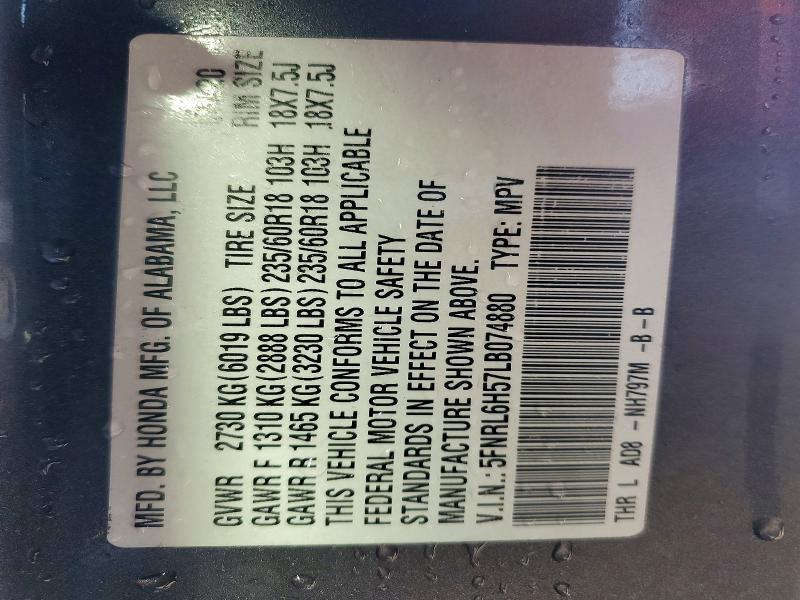 MFD. BY HONDA MFG. OF ALABAMA, LLC 20
GVWR 2730 KG (6019 LBS) TIRE SIZE RIM SIZE
GAWR F 1310 KG (2888 LBS) 235/60R18 103H 18X7.5J
GAWR R 1465 KG (3230 LBS) 235/60R18 103H 18X7.5J
THIS VEHICLE CONFORMS TO ALL APPLICABLE
FEDERAL MOTOR VEHICLE SAFETY
STANDARDS IN EFFECT ON THE DATE OF
MANUFACTURE SHOWN ABOVE.
V.I.N.: 5FNRL6H57LB074880 TYPE: MPV
THR L AD8 -NH797M -B -B